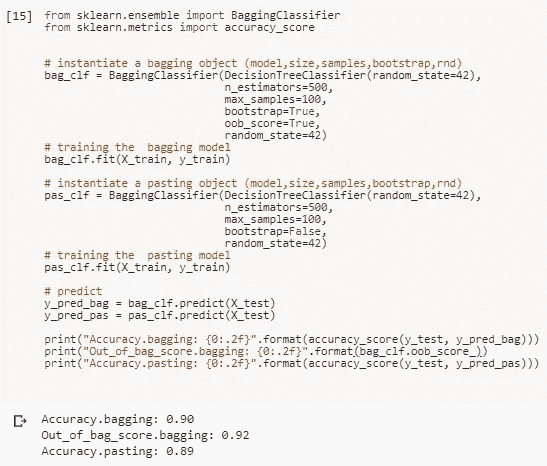 [15] from sklearn.ensemble import BaggingClassifier
from sklearn.metrics import accuracy_score
# instantiate a bagging object (model,size,samples,bootstrap,rnd)
bag_clf = BaggingClassifier(DecisionTreeClassifier(random_state=42),
n_estimators=500,
max_samples=100,
bootstrap=True,
oob_score=True,
random_state=42)
# training the  bagging model
bag_clf.fit(X_train, y_train)
# instantiate a pasting object (model,size,samples,bootstrap,rnd)
pas_clf = BaggingClassifier(DecisionTreeClassifier(random_state=42),
n_estimators=500,
max_samples=100,
bootstrap=False,
random_state=42)
# training the  pasting model
pas_clf.fit(X_train, y_train)
# predict
y_pred_bag = bag_clf.predict(X_test)
y_pred_pas = pas_clf.predict(X_test)
print("Accuracy.bagging: {0:.2f}".format(accuracy_score(y_test, y_pred_bag)))
print("Out_of_bag_score.bagging: {0:.2f}".format(bag_clf.oob_score_))
print("Accuracy.pasting: {0:.2f}".format(accuracy_score(y_test, y_pred_pas)))
Accuracy.bagging: 0.90
Out_of_bag_score.bagging: 0.92
Accuracy.pasting: 0.89